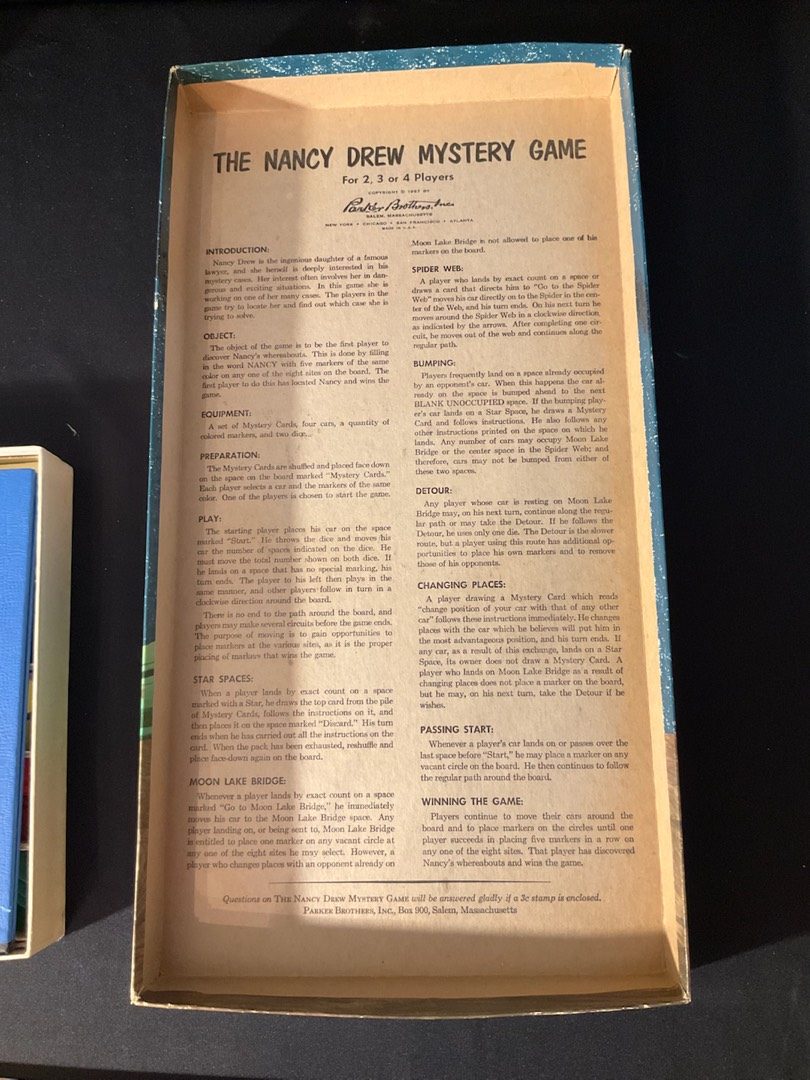 THE NANCY DREW MYSTERY GAME
For 2, 3 or 4 Players
COPYRIGHT © 1957 BY
Parker Brothers Inc
SALEM, MASSACHUSETTS
NEW YORK • CHICAGO • SAN FRANCISCO • ATLANTA
MADE IN U.S.A.
INTRODUCTION:
Nancy Drew is the ingenious daughter of a famous
lawyer, and she herself is deeply interested in his
mystery cases. Her interest often involves her in dan-
gerous and exciting situations. In this game she is
working on one of her many cases. The players in the
game try to locate her and find out which case she is
trying to solve.
OBJECT:
The object of the game is to be the first player to
discover Nancy's whereabouts. This is done by filling
in the word NANCY with five markers of the same
color on any one of the eight sites on the board. The
first player to do this has located Nancy and wins the
game.
EQUIPMENT:
A set of Mystery Cards, four cars, a quantity of
colored markers, and two dice.
PREPARATION:
The Mystery Cards are shuffled and placed face down
on the space on the board marked "Mystery Cards."
Each player selects a car and the markers of the same
color. One of the players is chosen to start the game.
PLAY:
The starting player places his car on the space
marked "Start." He throws the dice and moves his
car the number of spaces indicated on the dice. He
must move the total number shown on both dice. If
he lands on a space that has no special marking, his
turn ends. The player to his left then plays in the
same manner, and other players follow in turn in a
clockwise direction around the board.
There is no end to the path around the board, and
players may make several circuits before the game ends.
The purpose of moving is to gain opportunities to
place markers at the various sites, as it is the proper
placing of markers that wins the game.
STAR SPACES:
When a player lands by exact count on a space
marked with a Star, he draws the top card from the pile
of Mystery Cards, follows the instructions on it, and
then places it on the space marked "Discard." His turn
ends when he has carried out all the instructions on the
card. When the pack has been exhausted, reshuffle and
place face-down again on the board.
MOON LAKE BRIDGE:
Whenever a player lands by exact count on a space
marked "Go to Moon Lake Bridge," he immediately
moves his car to the Moon Lake Bridge space. Any
player landing on, or being sent to, Moon Lake Bridge
is entitled to place one marker on any vacant circle at
any one of the eight sites he may select. However, a
player who changes places with an opponent already on
Moon Lake Bridge is not allowed to place one of his
markers on the board.
SPIDER WEB:
A player who lands by exact count on a space or
draws a card that directs him to "Go to the Spider
Web" moves his car directly on to the Spider in the cen-
ter of the Web, and his turn ends. On his next turn he
moves around the Spider Web in a clockwise direction
as indicated by the arrows. After completing one cir-
cuit, he moves out of the web and continues along the
regular path.
BUMPING:
Players frequently land on a space already occupied
by an opponent's car. When this happens the car al-
ready on the space is bumped ahead to the next
BLANK UNOCCUPIED space. If the bumping play-
er's car lands on a Star Space, he draws a Mystery
Card and follows instructions. He also follows any
other instructions printed on the space on which he
lands. Any number of cars may occupy Moon Lake
Bridge or the center space in the Spider Web; and
therefore, cars may not be bumped from either of
these two spaces.
DETOUR:
Any player whose car is resting on Moon Lake
Bridge may, on his next turn, continue along the regu-
lar path or may take the Detour. If he follows the
Detour, he uses only one die. The Detour is the slower
route, but a player using this route has additional op-
portunities to place his own markers and to remove
those of his opponents.
CHANGING PLACES:
A player drawing a Mystery Card which reads
"change position of your car with that of any other
car" follows these instructions immediately. He changes
places with the car which he believes will put him in
the most advantageous position, and his turn ends. If
any car, as a result of this exchange, lands on a Star
Space, its owner does not draw a Mystery Card. A
player who lands on Moon Lake Bridge as a result of
changing places does not place a marker on the board,
but he may, on his next turn, take the Detour if he
wishes.
PASSING START:
Whenever a player's car lands on or passes over the
last space before "Start," he may place a marker on any
vacant circle on the board. He then continues to follow
the regular path around the board.
WINNING THE GAME:
Players continue to move their cars around the
board and to place markers on the circles until one
player succeeds in placing five markers in a row on
any one of the eight sites. That player has discovered
Nancy's whereabouts and wins the game.
Questions on THE NANCY DREW MYSTERY GAME will be answered gladly if a 3c stamp is enclosed.
PARKER BROTHERS, INC., Box 900, Salem, Massachusetts